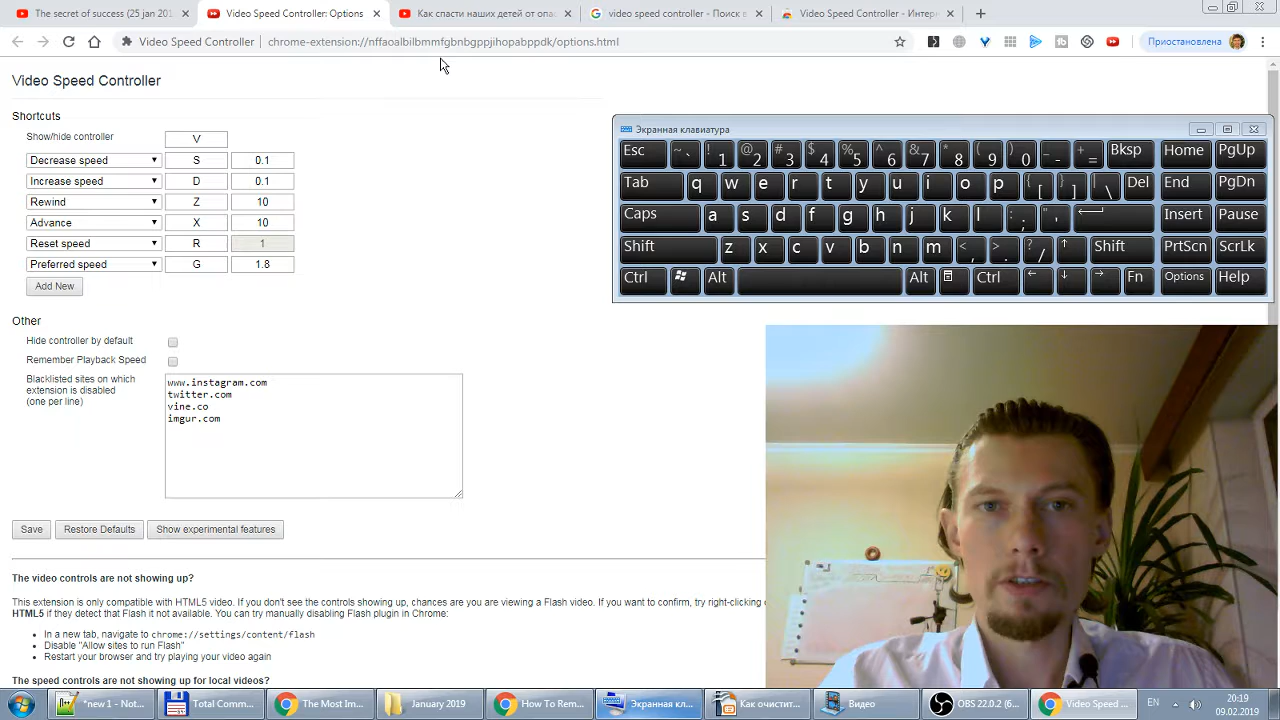 The secret of success (25 jan 201
Video Speed Controller: Options
Как спасти наших детей от опа
video speed controller - Поиск в
Video Speed Controller - Интерн
Video Speed Controller
chrome-extension://nffaoalbilbmmfgbnbgppjihopabppdk/options.html
Приостановлена
Video Speed Controller
Shortcuts
Show/hide controller V
Decrease speed S 0.1
Increase speed D 0.1
Rewind Z 10
Advance X 10
Reset speed R 1
Preferred speed G 1.8
Add New
Other
Hide controller by default
Remember Playback Speed
Blacklisted sites on which
extension is disabled
(one per line)
www.instagram.com
twitter.com
vine.co
imgur.com
Save Restore Defaults Show experimental features
The video controls are not showing up?
This extension is only compatible with HTML5 video. If you don't see the controls showing up, chances are you are viewing a Flash video. If you want to confirm, try right-clicking
HTML5 if they detect that Flash it not available. You can try manually disabling Flash plugin in Chrome:
In a new tab, navigate to chrome://settings/content/flash
Disable "Allow sites to run Flash"
Restart your browser and try playing your video again
The speed controls are not showing up for local videos?
Экранная клавиатура
Esc ~ ` ! 1 @ 2 # 3 $ 4 % 5 ^ 6 & 7 * 8 ( 9 ) 0 _ - + = Bksp Home PgUp
Tab q w e r t y u i o p { [ } ] | \ Del End PgDn
Caps a s d f g h j k l : ; " ' Insert Pause
Shift z x c v b n m < , > . ? / ↑ Shift PrtScn ScrLk
Ctrl Alt Alt Ctrl ← ↓ → Fn Options Help
*new 1 - Not...
Total Comm...
The Most Im...
January 2019
How To Rem...
Экранная кл...
Как очистит...
Видео
OBS 22.0.2 (6...
Video Speed ...
EN
20:19
09.02.2019